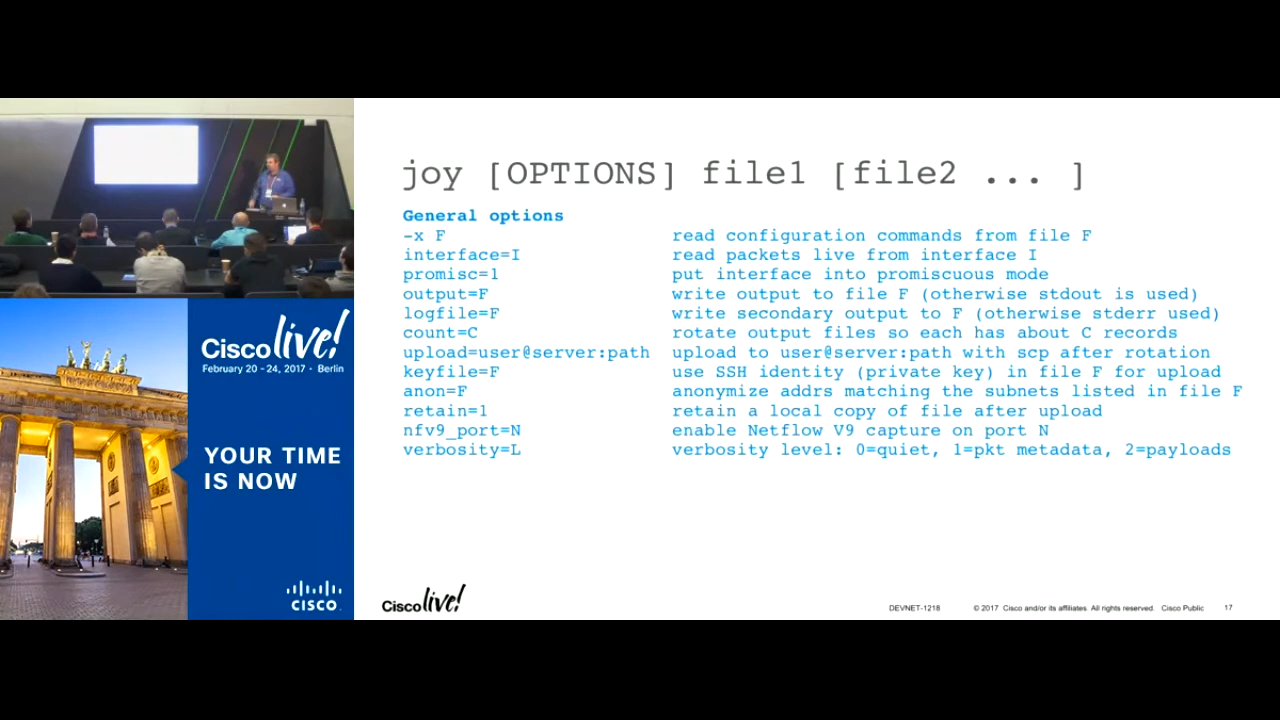 joy [OPTIONS] file1 [file2 ... ]
General options
-x F read configuration commands from file F
interface=I read packets live from interface I
promisc=1 put interface into promiscuous mode
output=F write output to file F (otherwise stdout is used)
logfile=F write secondary output to F (otherwise stderr used)
count=C rotate output files so each has about C records
upload=user@server:path upload to user@server:path with scp after rotation
keyfile=F use SSH identity (private key) in file F for upload
anon=F anonymize addrs matching the subnets listed in file F
retain=1 retain a local copy of file after upload
nfv9_port=N enable Netflow V9 capture on port N
verbosity=L verbosity level: 0=quiet, 1=pkt metadata, 2=payloads
Cisco live!
February 20 - 24, 2017 · Berlin
YOUR TIME
IS NOW
CISCO.
Cisco live!
DEVNET-1218 © 2017 Cisco and/or its affiliates. All rights reserved. Cisco Public 17